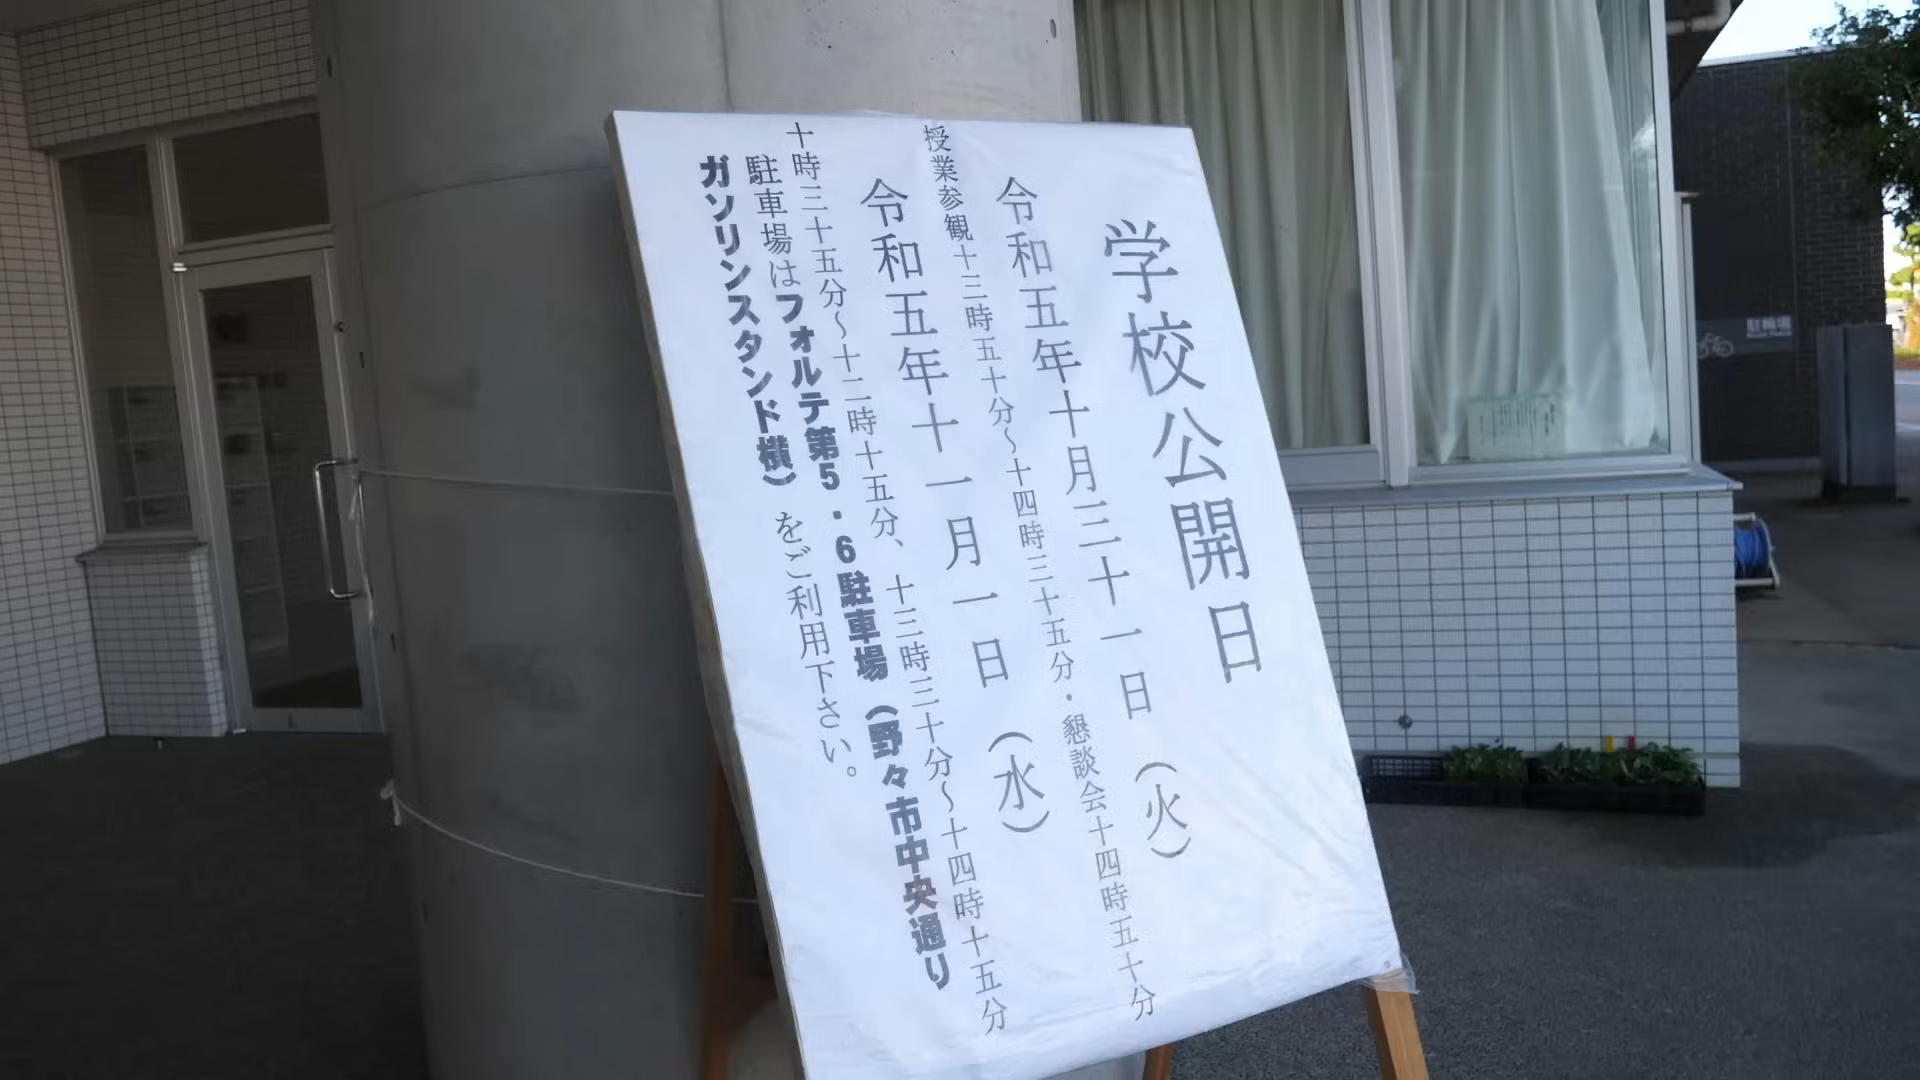 学校公開日
令和五年十月三十一日（火）
授業参観十三時五十分〜十四時三十五分・懇談会十四時五十分
令和五年十一月一日（水）
十時三十五分〜十二時十五分、十三時三十分〜十四時十五分
駐車場はフォルテ第5・6駐車場（野々市中央通り
ガソリンスタンド横）をご利用下さい。
駐輪場